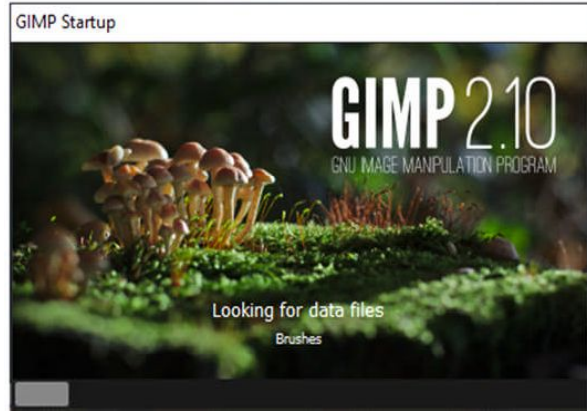 GIMP Startup
GIMP 2.10
GNU IMAGE MANIPULATION PROGRAM
Looking for data files
Brushes